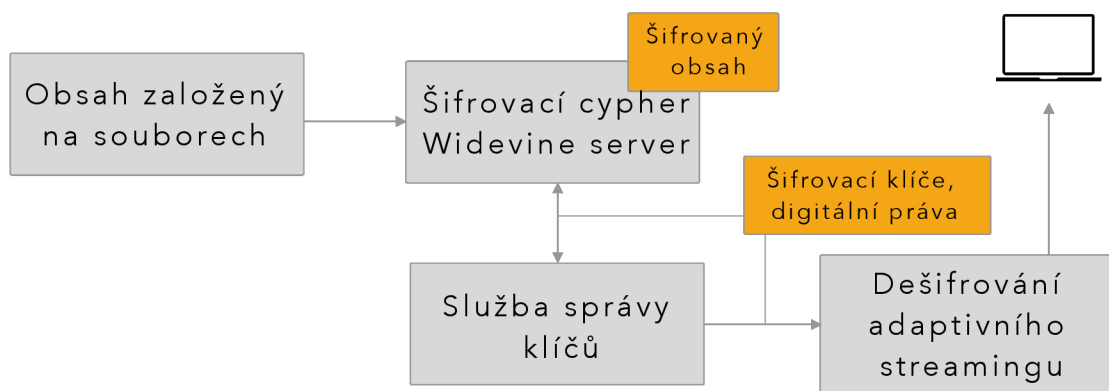 Obsah založený
na souborech
Šifrovací cypher
Widevine server
Šifrovaný
obsah
Šifrovací klíče,
digitální práva
Služba správy
klíčů
Dešifrování
adaptivního
streamingu